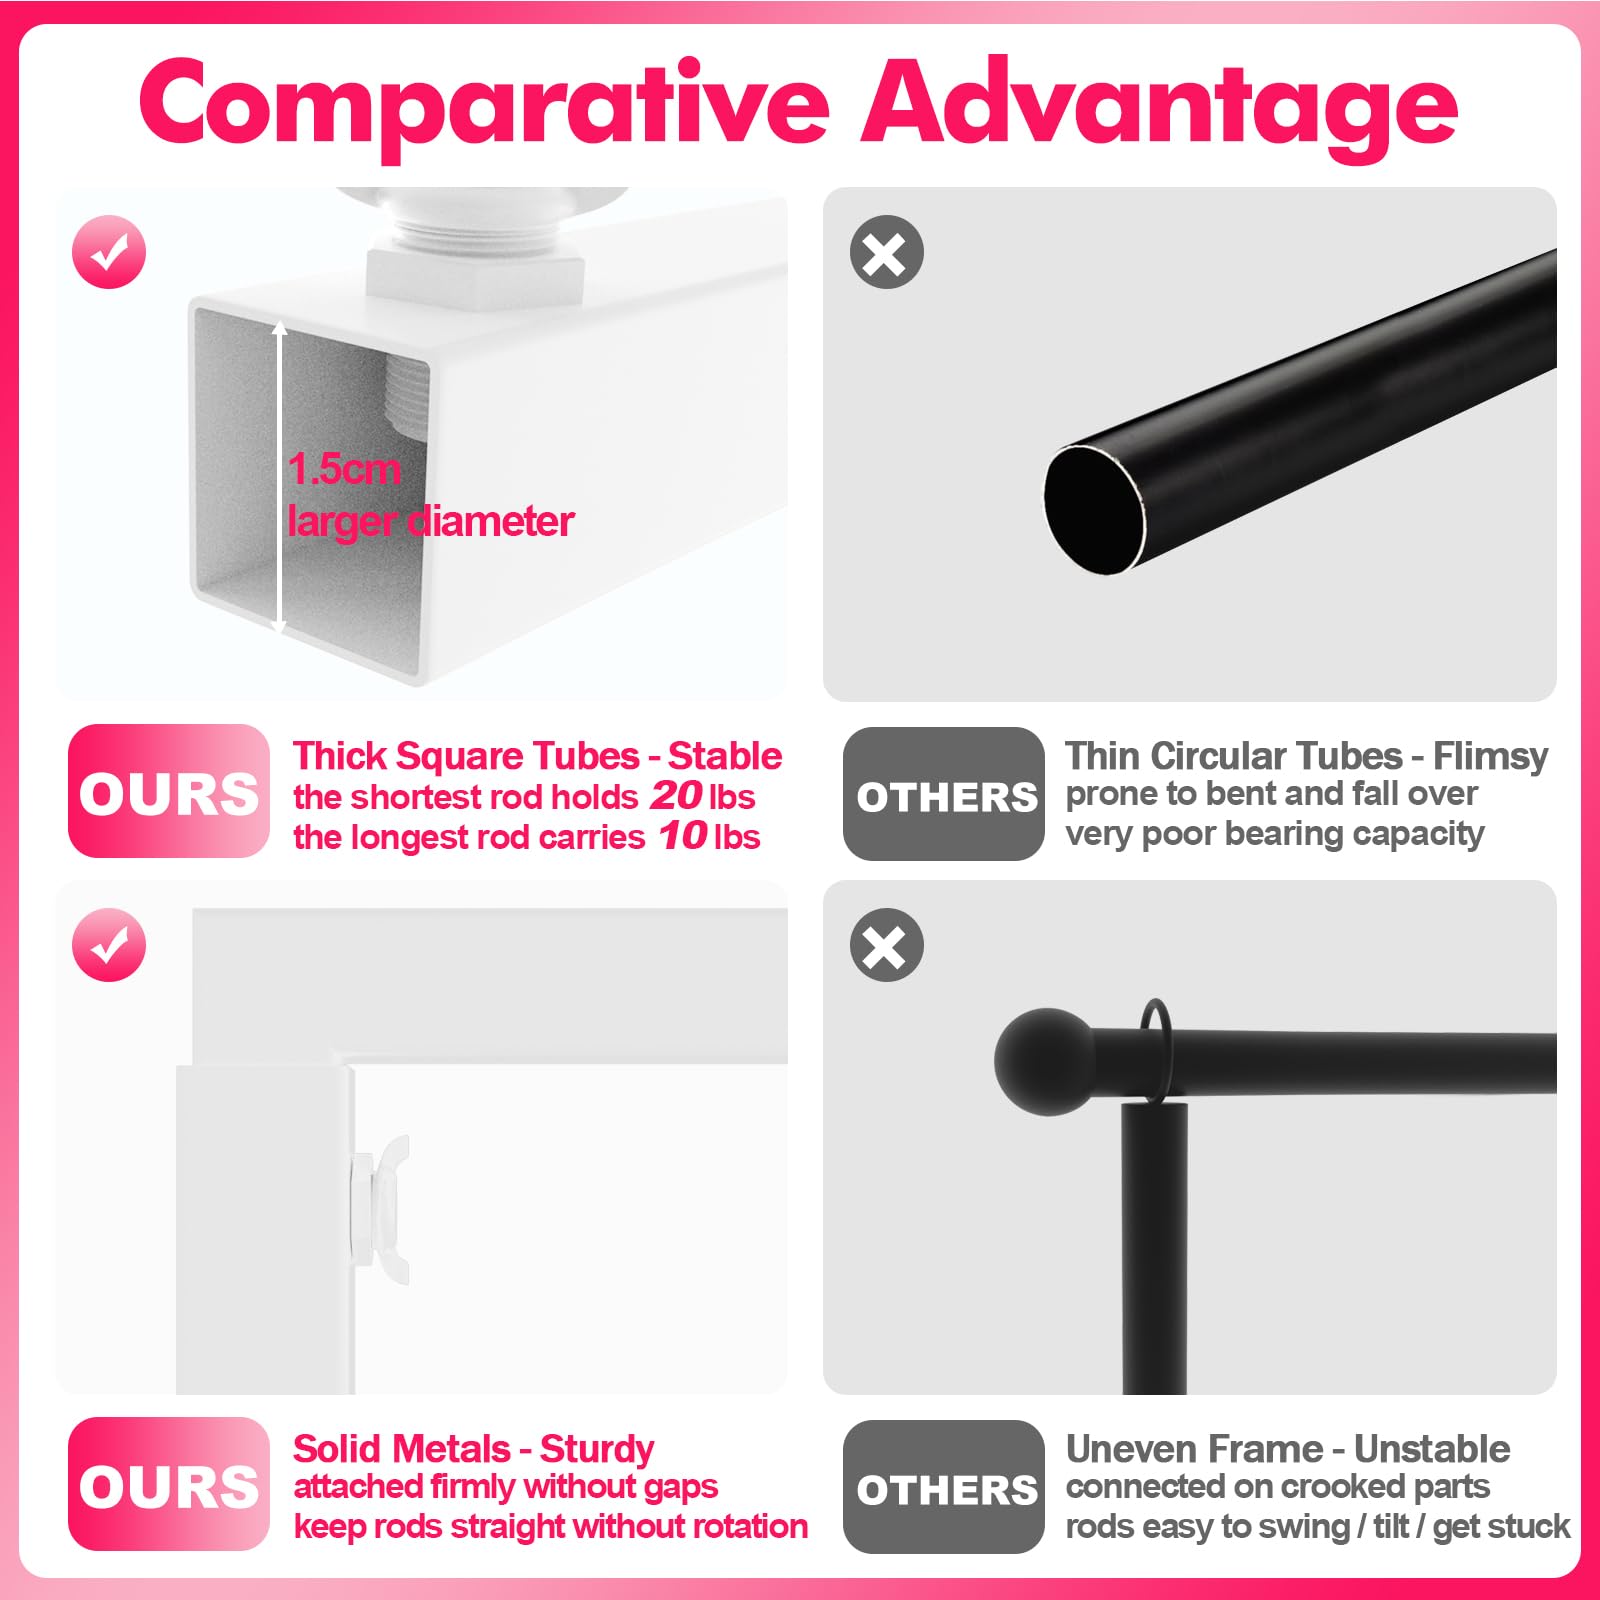 Comparative Advantage
1.5cm
larger diameter
OURS
Thick Square Tubes - Stable
the shortest rod holds 20 lbs
the longest rod carries 10 lbs
OTHERS
Thin Circular Tubes - Flimsy
prone to bent and fall over
very poor bearing capacity
OURS
Solid Metals - Sturdy
attached firmly without gaps
keep rods straight without rotation
OTHERS
Uneven Frame - Unstable
connected on crooked parts
rods easy to swing / tilt / get stuck